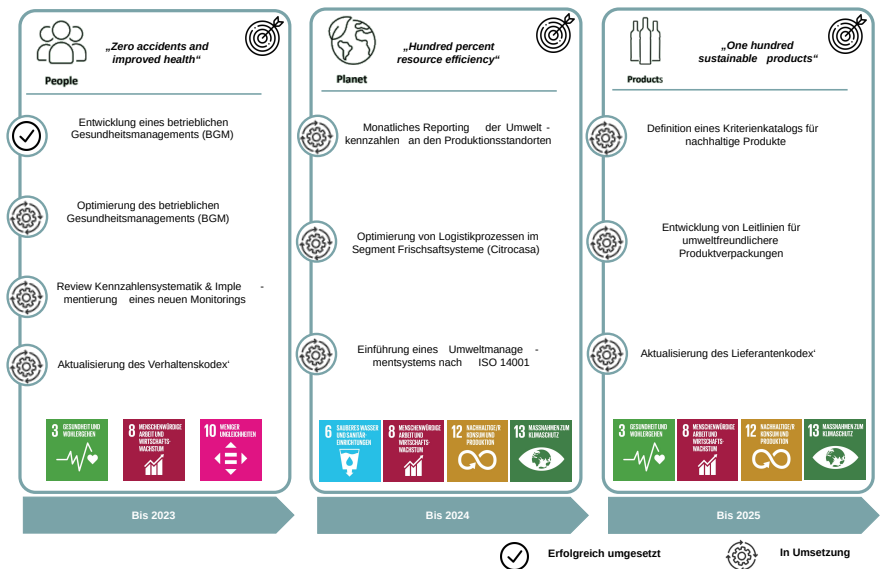 „Zero accidents and
improved health“
People
Entwicklung eines betrieblichen
Gesundheitsmanagements (BGM)
Optimierung des betrieblichen
Gesundheitsmanagements (BGM)
Review Kennzahlensystematik & Imple -
mentierung eines neuen Monitorings
Aktualisierung des Verhaltenskodex‘
3 GESUNDHEIT UND
WOHLERGEHEN
8 MENSCHENWÜRDIGE
ARBEIT UND
WIRTSCHAFTS-
WACHSTUM
10 WENIGER
UNGLEICHHEITEN
Bis 2023
„Hundred percent
resource efficiency“
Planet
Monatliches Reporting der Umwelt -
kennzahlen an den Produktionsstandorten
Optimierung von Logistikprozessen im
Segment Frischsaftsysteme (Citrocasa)
Einführung eines Umweltmanage -
mentsystems nach ISO 14001
6 SAUBERES WASSER
UND SANITÄR-
EINRICHTUNGEN
8 MENSCHENWÜRDIGE
ARBEIT UND
WIRTSCHAFTS-
WACHSTUM
12 NACHHALTIGE/R
KONSUM UND
PRODUKTION
13 MASSNAHMEN ZUM
KLIMASCHUTZ
Bis 2024
„One hundred
sustainable products“
Products
Definition eines Kriterienkatalogs für
nachhaltige Produkte
Entwicklung von Leitlinien für
umweltfreundlichere
Produktverpackungen
Aktualisierung des Lieferantenkodex‘
3 GESUNDHEIT UND
WOHLERGEHEN
8 MENSCHENWÜRDIGE
ARBEIT UND
WIRTSCHAFTS-
WACHSTUM
12 NACHHALTIGE/R
KONSUM UND
PRODUKTION
13 MASSNAHMEN ZUM
KLIMASCHUTZ
Bis 2025
Erfolgreich umgesetzt
In Umsetzung